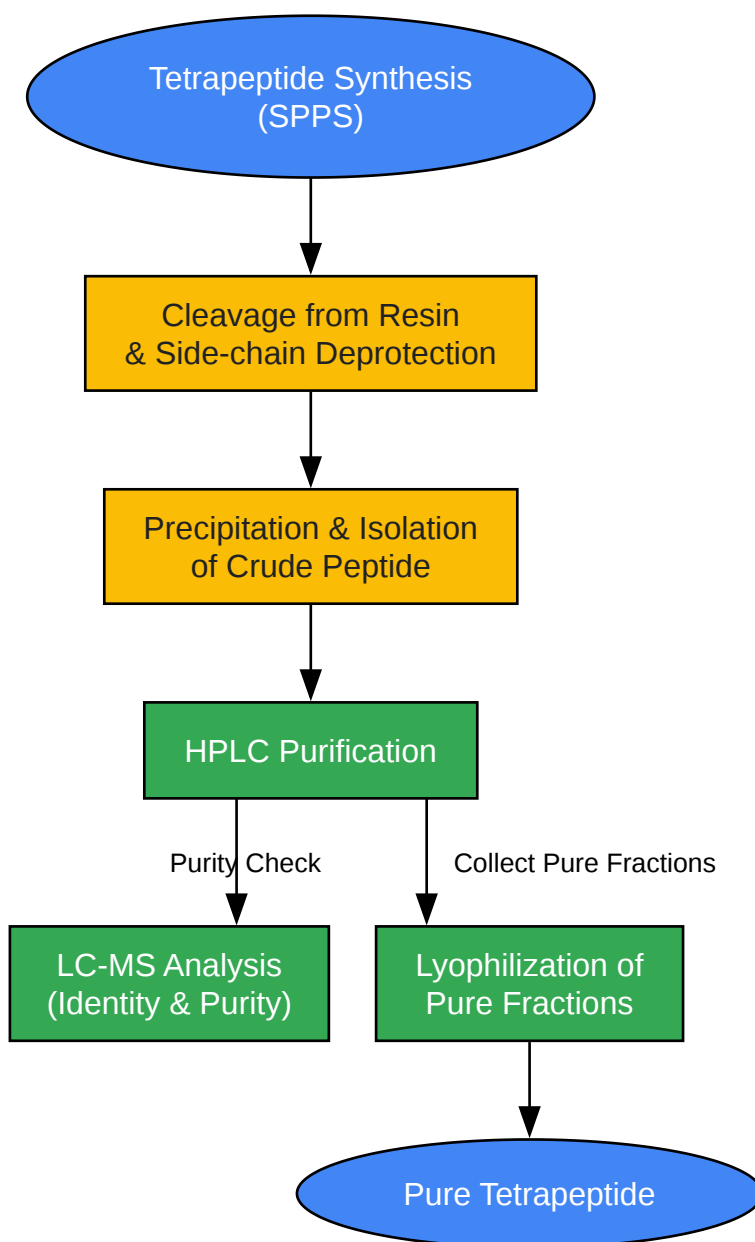 Tetrapeptide Synthesis
(SPPS)
Cleavage from Resin
& Side-chain Deprotection
Precipitation & Isolation
of Crude Peptide
HPLC Purification
Purity Check
Collect Pure Fractions
LC-MS Analysis
(Identity & Purity)
Lyophilization of
Pure Fractions
Pure Tetrapeptide